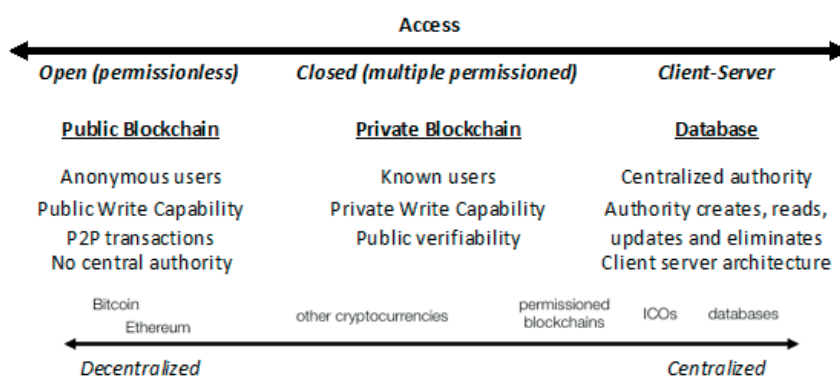 Access
Open (permissionless) Closed (multiple permissioned) Client-Server
Public Blockchain Private Blockchain Database
Anonymous users Known users Centralized authority
Public Write Capability Private Write Capability Authority creates, reads,
P2P transactions Public verifiability updates and eliminates
No central authority Client server architecture
Bitcoin
Ethereum
other cryptocurrencies
permissioned
blockchains
ICOs
databases
Decentralized Centralized